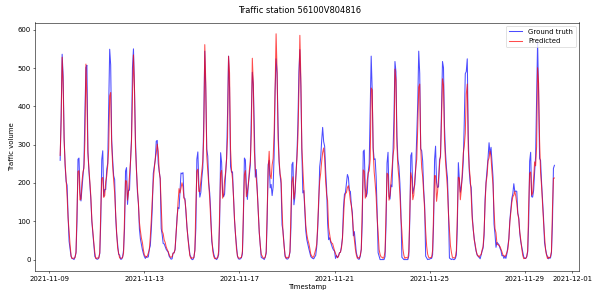 Traffic station 56100V804816
Ground truth
Predicted
600
500
400
300
200
100
0
Traffic volume
2021-11-09 2021-11-13 2021-11-17 2021-11-21 2021-11-25 2021-11-29 2021-12-01
Timestamp